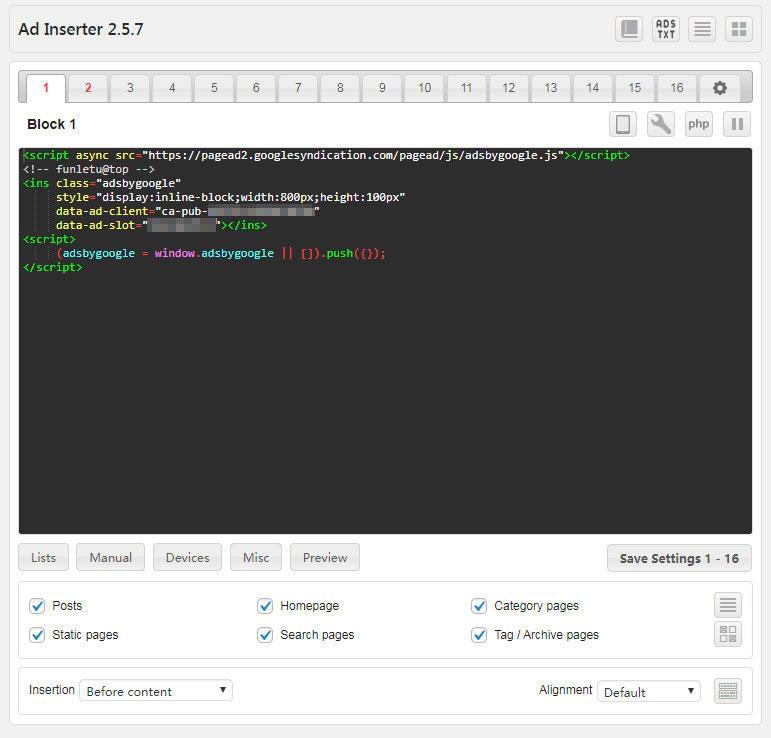 Ad Inserter 2.5.7
ADS
TXT
1 2 3 4 5 6 7 8 9 10 11 12 13 14 15 16
Block 1
php
<script async src="https://pagead2.googlesyndication.com/pagead/js/adsbygoogle.js"></script>
<!-- funletu@top -->
<ins class="adsbygoogle"
style="display:inline-block;width:800px;height:100px"
data-ad-client="ca-pub-"
data-ad-slot=""></ins>
<script>
(adsbygoogle = window.adsbygoogle || []).push({});
</script>
Lists Manual Devices Misc Preview Save Settings 1 - 16
Posts Homepage Category pages
Static pages Search pages Tag / Archive pages
Insertion Before content Alignment Default